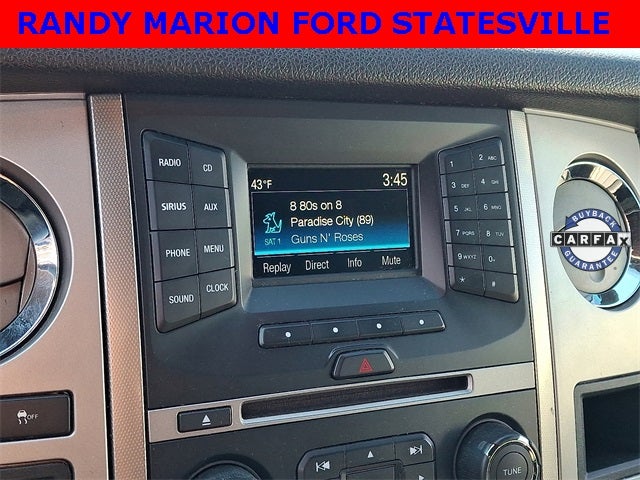 RANDY MARION FORD STATESVILLE
RADIO
CD
SIRIUS
AUX
PHONE
MENU
SOUND
CLOCK
43°F
3:45
8 80s on 8
Paradise City (89)
SAT 1
Guns N' Roses
Replay Direct Info Mute
1
2 ABC
3 DEF
4 GHI
5 JKL
6 MNO
7 PQRS
8 TUV
9 WXYZ
0
*
#
OFF
TUNE
BUYBACK
CARFAX
GUARANTEE